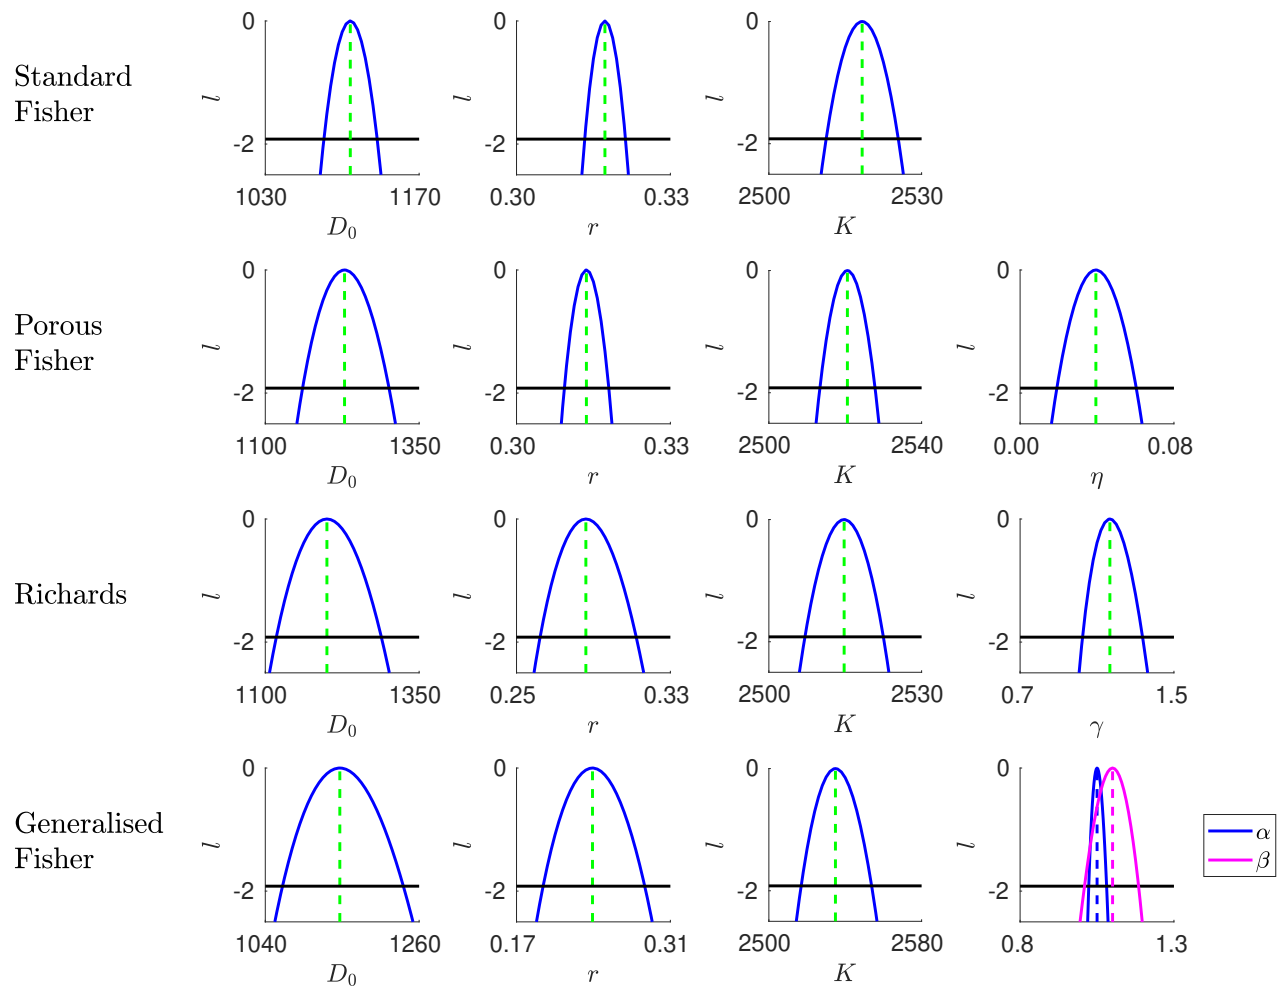 Standard
Fisher
0
-2
l
1030
1170
D₀
0
-2
l
0.30
0.33
r
0
-2
l
2500
2530
K
Porous
Fisher
0
-2
l
1100
1350
D₀
0
-2
l
0.30
0.33
r
0
-2
l
2500
2540
K
0
-2
l
0.00
0.08
η
Richards
0
-2
l
1100
1350
D₀
0
-2
l
0.25
0.33
r
0
-2
l
2500
2530
K
0
-2
l
0.7
1.5
γ
Generalised
Fisher
0
-2
l
1040
1260
D₀
0
-2
l
0.17
0.31
r
0
-2
l
2500
2580
K
0
-2
l
0.8
1.3
α
β